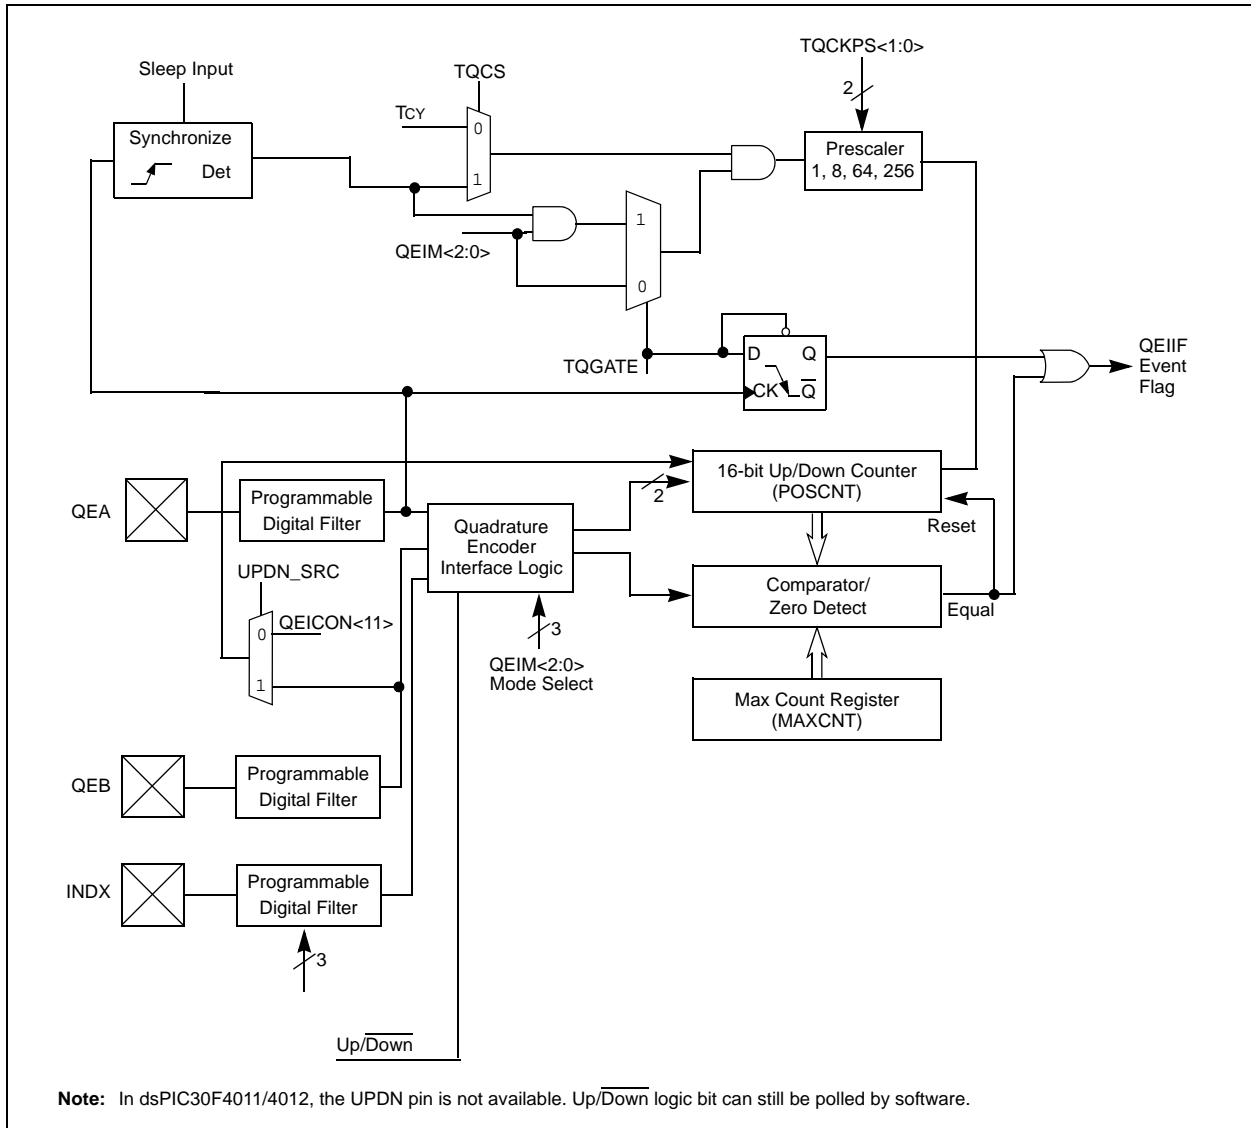 TQCKPS<1:0>
Sleep Input
TQCS
2
TCY
0
Synchronize
Det
1
Prescaler
1, 8, 64, 256
1
QEIM<2:0>
0
D Q
TQGATE
CK Q
QEIIF
Event
Flag
16-bit Up/Down Counter
(POSCNT)
2
QEA
Programmable
Digital Filter
Quadrature
Encoder
Interface Logic
Reset
UPDN_SRC
0
QEICON<11>
Comparator/
Zero Detect
Equal
3
QEIM<2:0>
Mode Select
1
Max Count Register
(MAXCNT)
QEB
Programmable
Digital Filter
INDX
Programmable
Digital Filter
3
Up/Down
Note: In dsPIC30F4011/4012, the UPDN pin is not available. Up/Down logic bit can still be polled by software.